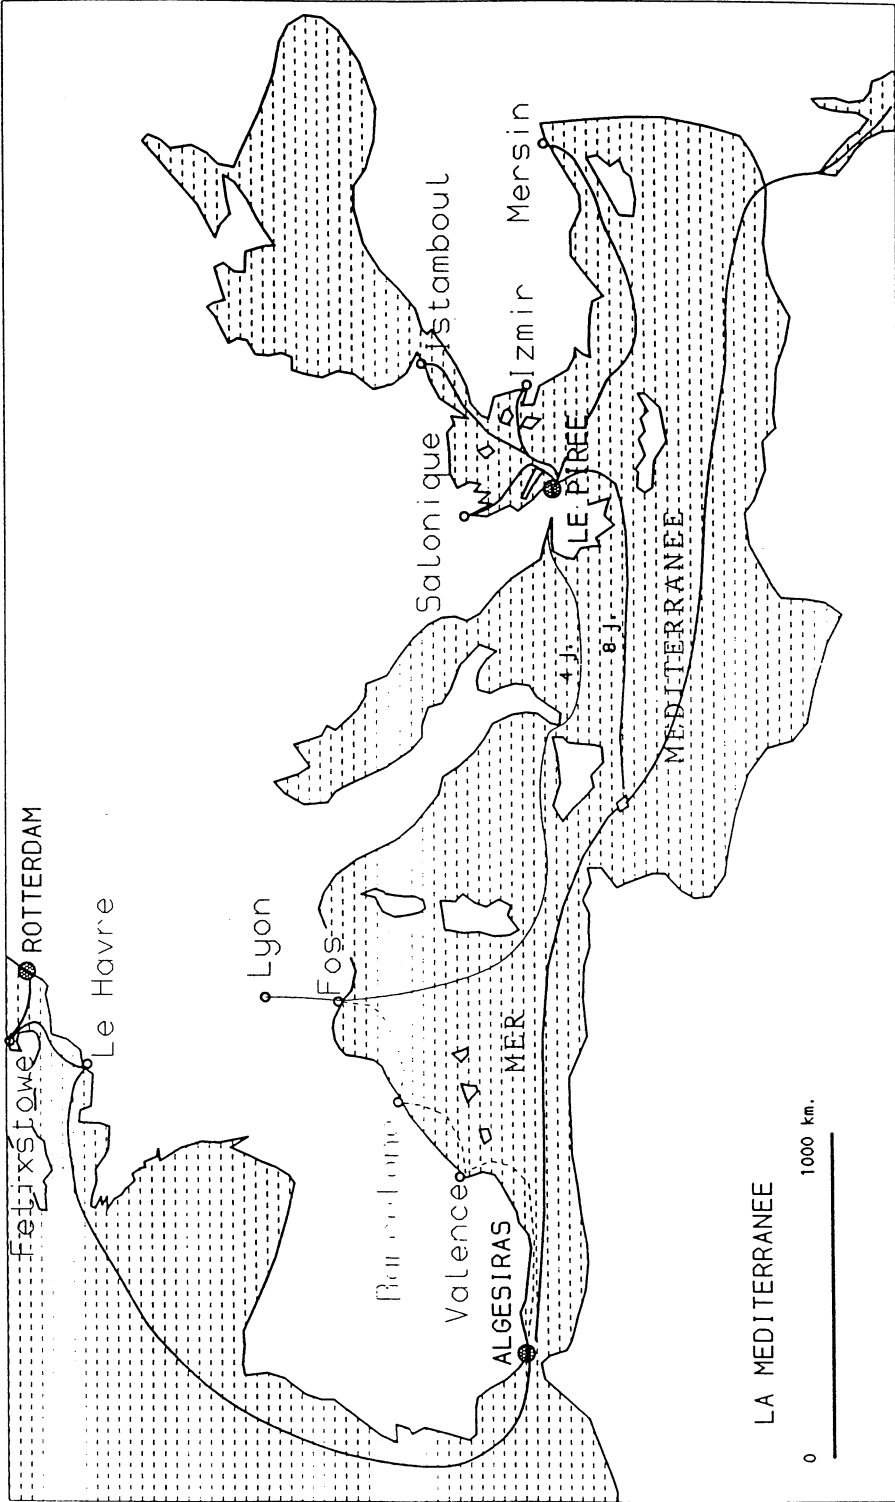 Felixstowe
ROTTERDAM
Le Havre
Lyon
Fos
Valence
ALGESIRAS
Salonique
Istamboul
Izmir
Mersin
LE PIREE
4 j.
8 j.
MER
MEDITERRANEE
LA MEDITERRANEE
0
1000 km.